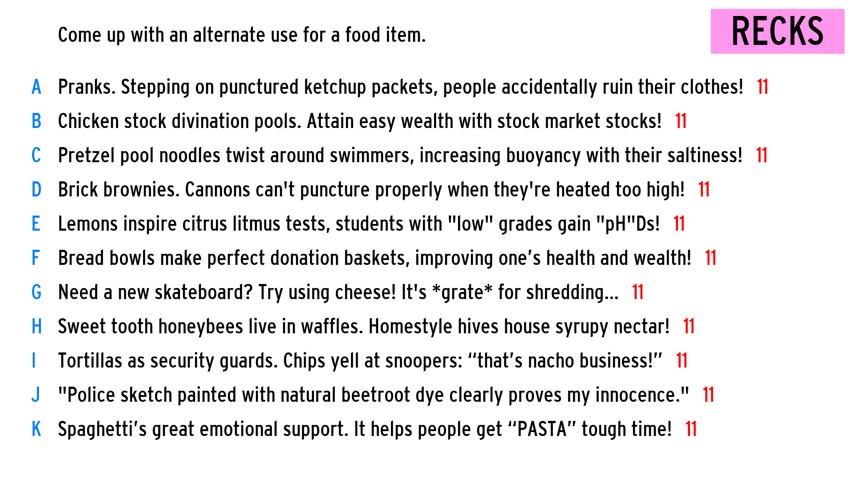 Come up with an alternate use for a food item.
RECKS
A Pranks. Stepping on punctured ketchup packets, people accidentally ruin their clothes! 11
B Chicken stock divination pools. Attain easy wealth with stock market stocks! 11
C Pretzel pool noodles twist around swimmers, increasing buoyancy with their saltiness! 11
D Brick brownies. Cannons can't puncture properly when they're heated too high! 11
E Lemons inspire citrus litmus tests, students with "low" grades gain "pH"Ds! 11
F Bread bowls make perfect donation baskets, improving one’s health and wealth! 11
G Need a new skateboard? Try using cheese! It's *grate* for shredding... 11
H Sweet tooth honeybees live in waffles. Homestyle hives house syrupy nectar! 11
I Tortillas as security guards. Chips yell at snoopers: “that’s nacho business!” 11
J "Police sketch painted with natural beetroot dye clearly proves my innocence." 11
K Spaghetti’s great emotional support. It helps people get “PASTA” tough time! 11